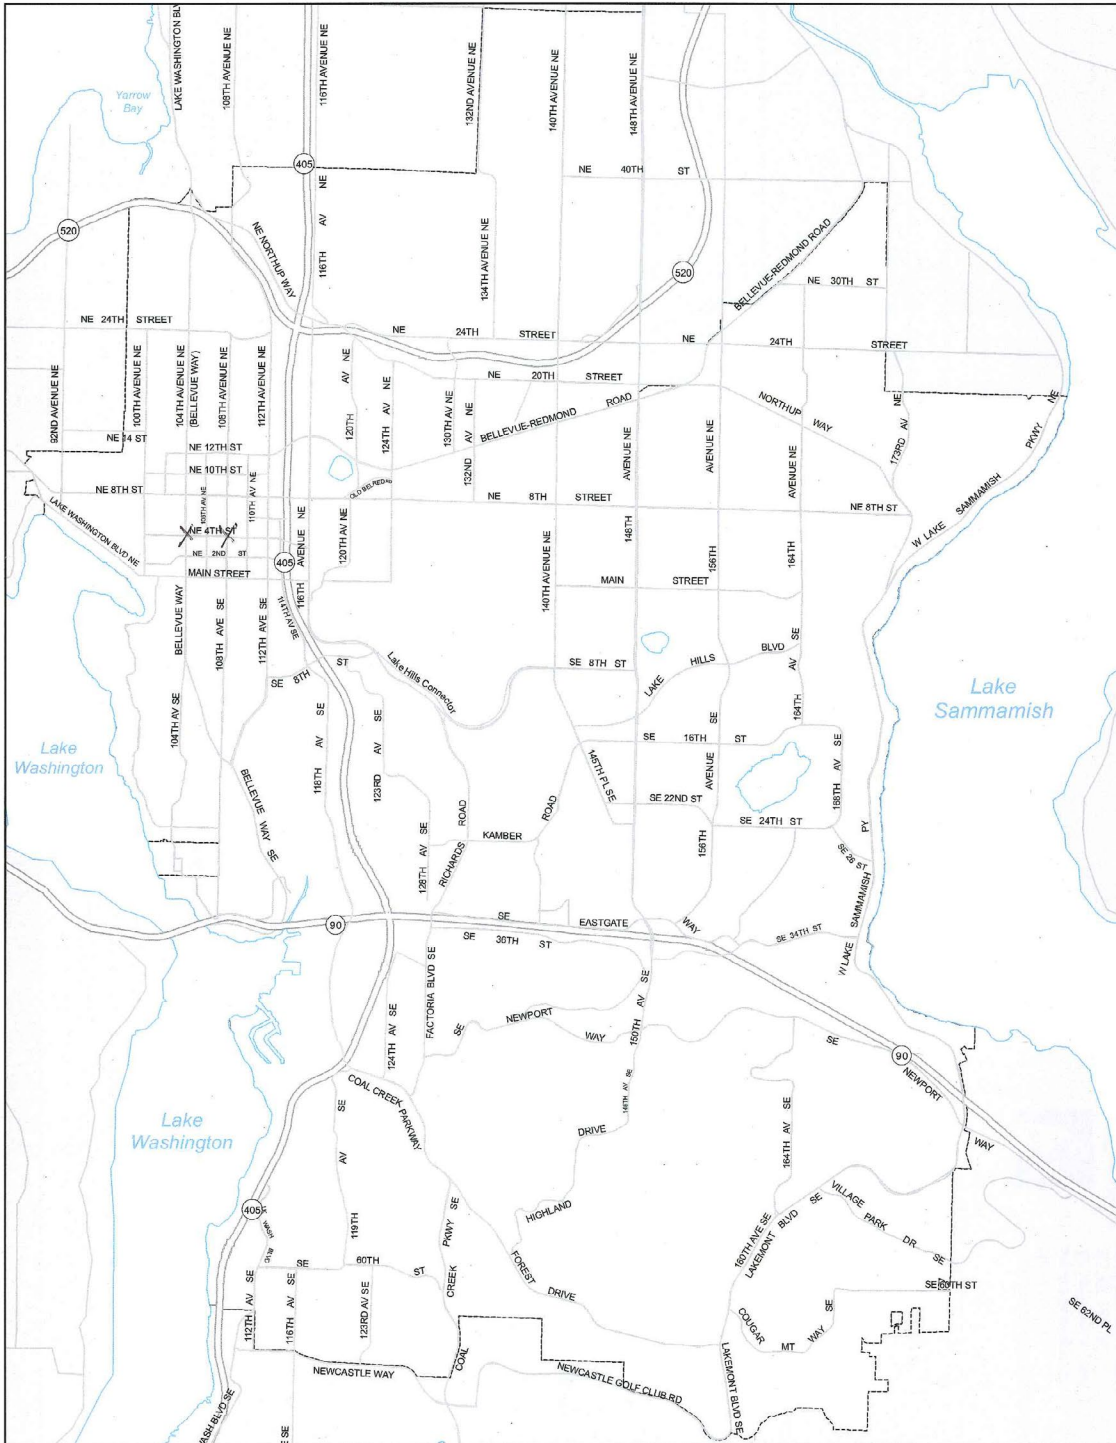 LAKE WASHINGTON BLV
108TH AVENUE NE
116TH AVENUE NE
132ND AVENUE NE
140TH AVENUE NE
148TH AVENUE NE
Yarrow
Bay
405
NE 40TH ST
520
NE NORTHUP WAY
116TH AV NE
134TH AVENUE NE
520
BELLEVUE-REDMOND ROAD
NE 30TH ST
NE 24TH STREET
NE 24TH STREET
NE 24TH STREET
92ND AVENUE NE
100TH AVENUE NE
104TH AVENUE NE
(BELLEVUE WAY)
108TH AVENUE NE
112TH AVENUE NE
120TH AV NE
124TH AV NE
130TH AV NE
132ND AV NE
NE 20TH STREET
BELLEVUE-REDMOND ROAD
NORTHUP WAY
173RD AV NE
W LAKE SAMMAMISH PKWY NE
NE 14 ST
NE 12TH ST
NE 10TH ST
NE 8TH ST
OLD BELRED RD
NE 8TH STREET
NE 8TH ST
LAKE WASHINGTON BLVD NE
110TH AV NE
NE 4TH ST
NE 2ND ST
MAIN STREET
405
116TH AVENUE NE
120TH AV NE
140TH AVENUE NE
148TH AVENUE NE
156TH AVENUE NE
164TH AVENUE NE
MAIN STREET
114TH AV SE
BELLEVUE WAY
108TH AVE SE
112TH AVE SE
SE 8TH ST
Lake Hills Connector
SE 8TH ST
LAKE HILLS BLVD
164TH AV SE
Lake
Sammamish
Lake
Washington
104TH AV SE
118TH AV SE
123RD AV SE
SE 16TH ST
145TH PL SE
156TH AVENUE SE
168TH AV SE
BELLEVUE WAY SE
SE 22ND ST
SE 24TH ST
SE 26 ST
128TH AV SE
RICHARDS ROAD
KAMBER ROAD
W LAKE SAMMAMISH PY
90
SE EASTGATE WAY
SE 36TH ST
SE 34TH ST
FACTORIA BLVD SE
124TH AV SE
SE NEWPORT WAY
150TH AV SE
SE NEWPORT WAY
90
COAL CREEK PARKWAY
148TH AV SE
Lake
Washington
HIGHLAND DRIVE
164TH AV SE
119TH AV SE
405
WASH BLVD
CREEK PKWY SE
FOREST DRIVE
160TH AVE SE
LAKEMONT BLVD SE
VILLAGE PARK DR SE
SE 60TH ST
SE 60TH ST
SE 62ND PL
112TH AV SE
116TH AV SE
123RD AV SE
COAL
COUGAR MT WAY SE
NEWCASTLE WAY
NEWCASTLE GOLF CLUB RD
LAKEMONT BLVD SE
WASH BLVD SE
E SE